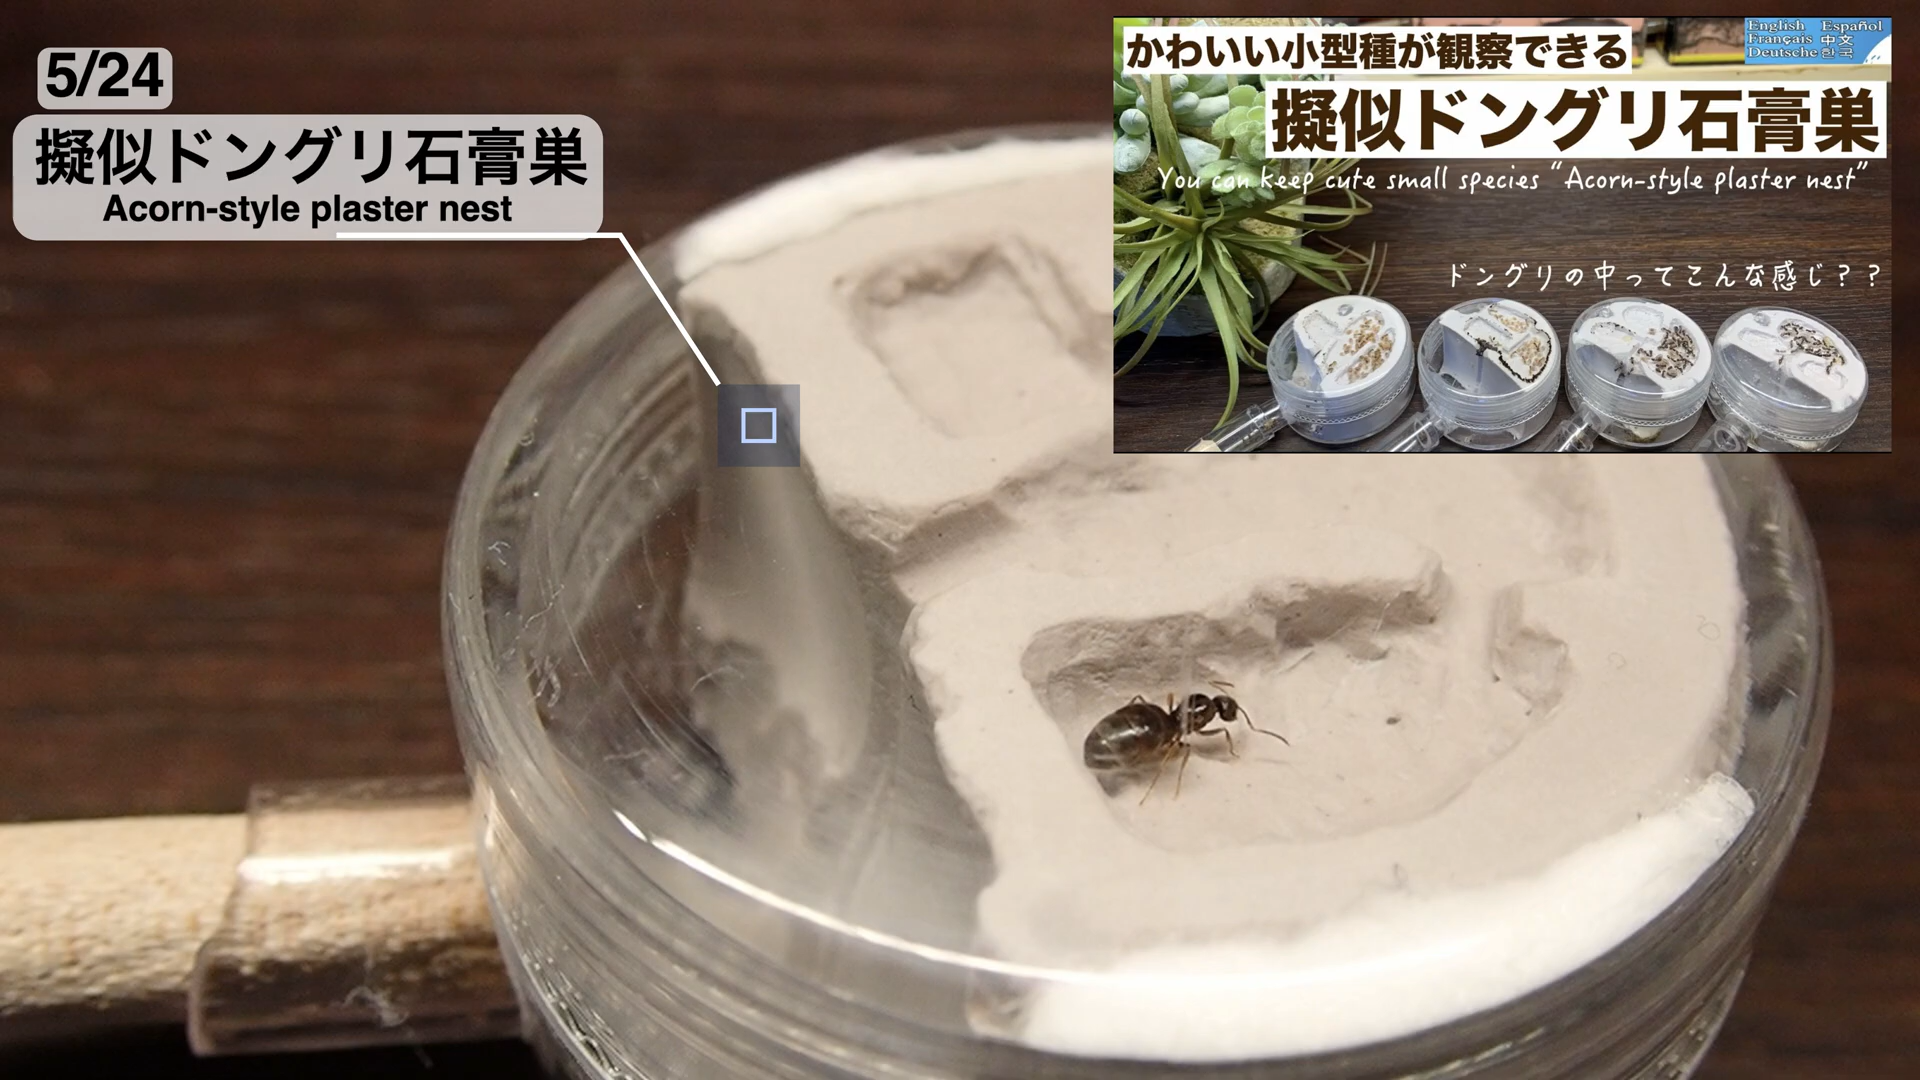 5/24
擬似ドングリ石膏巣
Acorn-style plaster nest
かわいい小型種が観察できる
English Español
Français 中文
Deutsche 한국
擬似ドングリ石膏巣
You can keep cute small species “Acorn-style plaster nest”
ドングリの中ってこんな感じ？？